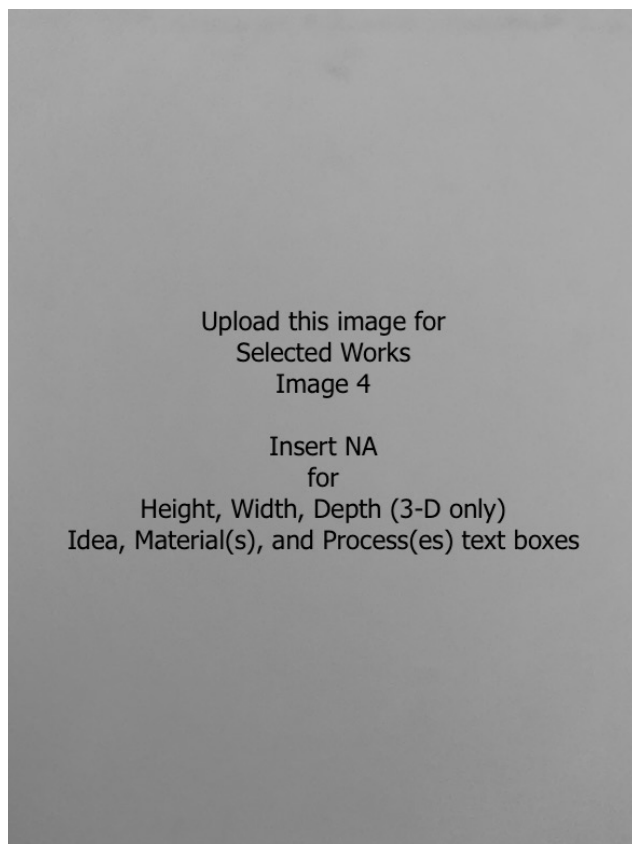 Upload this image for
Selected Works
Image 4
Insert NA
for
Height, Width, Depth (3-D only)
Idea, Material(s), and Process(es) text boxes